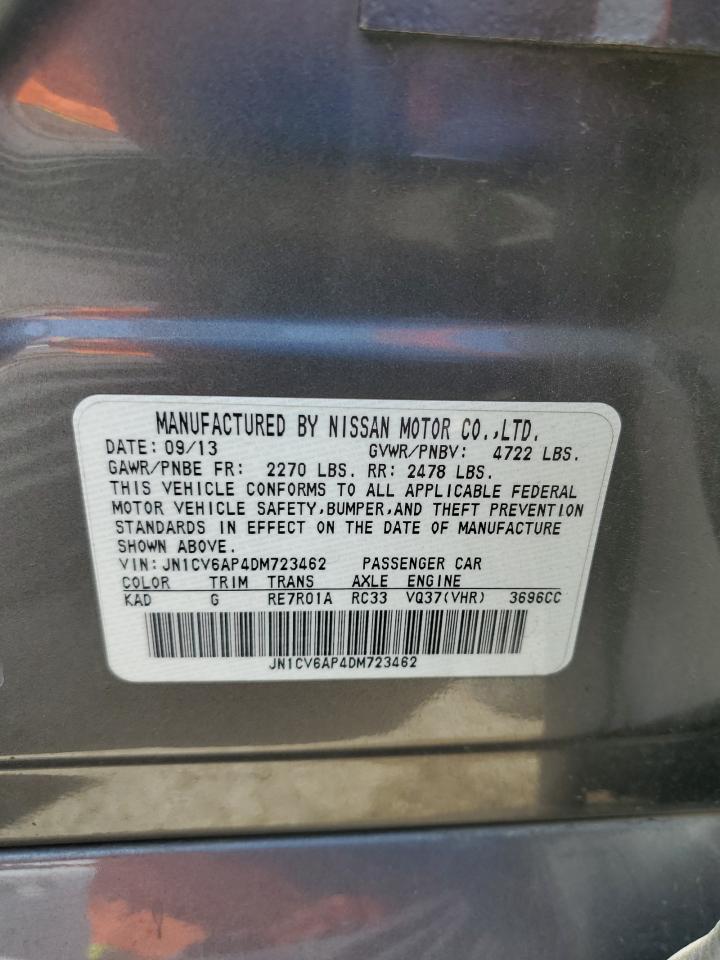 MANUFACTURED BY NISSAN MOTOR CO.,LTD.
DATE: 09/13 GVWR/PNBV: 4722 LBS.
GAWR/PNBE FR: 2270 LBS. RR: 2478 LBS.
THIS VEHICLE CONFORMS TO ALL APPLICABLE FEDERAL
MOTOR VEHICLE SAFETY,BUMPER,AND THEFT PREVENTION
STANDARDS IN EFFECT ON THE DATE OF MANUFACTURE
SHOWN ABOVE.
VIN: JN1CV6AP4DM723462 PASSENGER CAR
COLOR TRIM TRANS AXLE ENGINE
KAD G RE7R01A RC33 VQ37(VHR) 3696CC
JN1CV6AP4DM723462